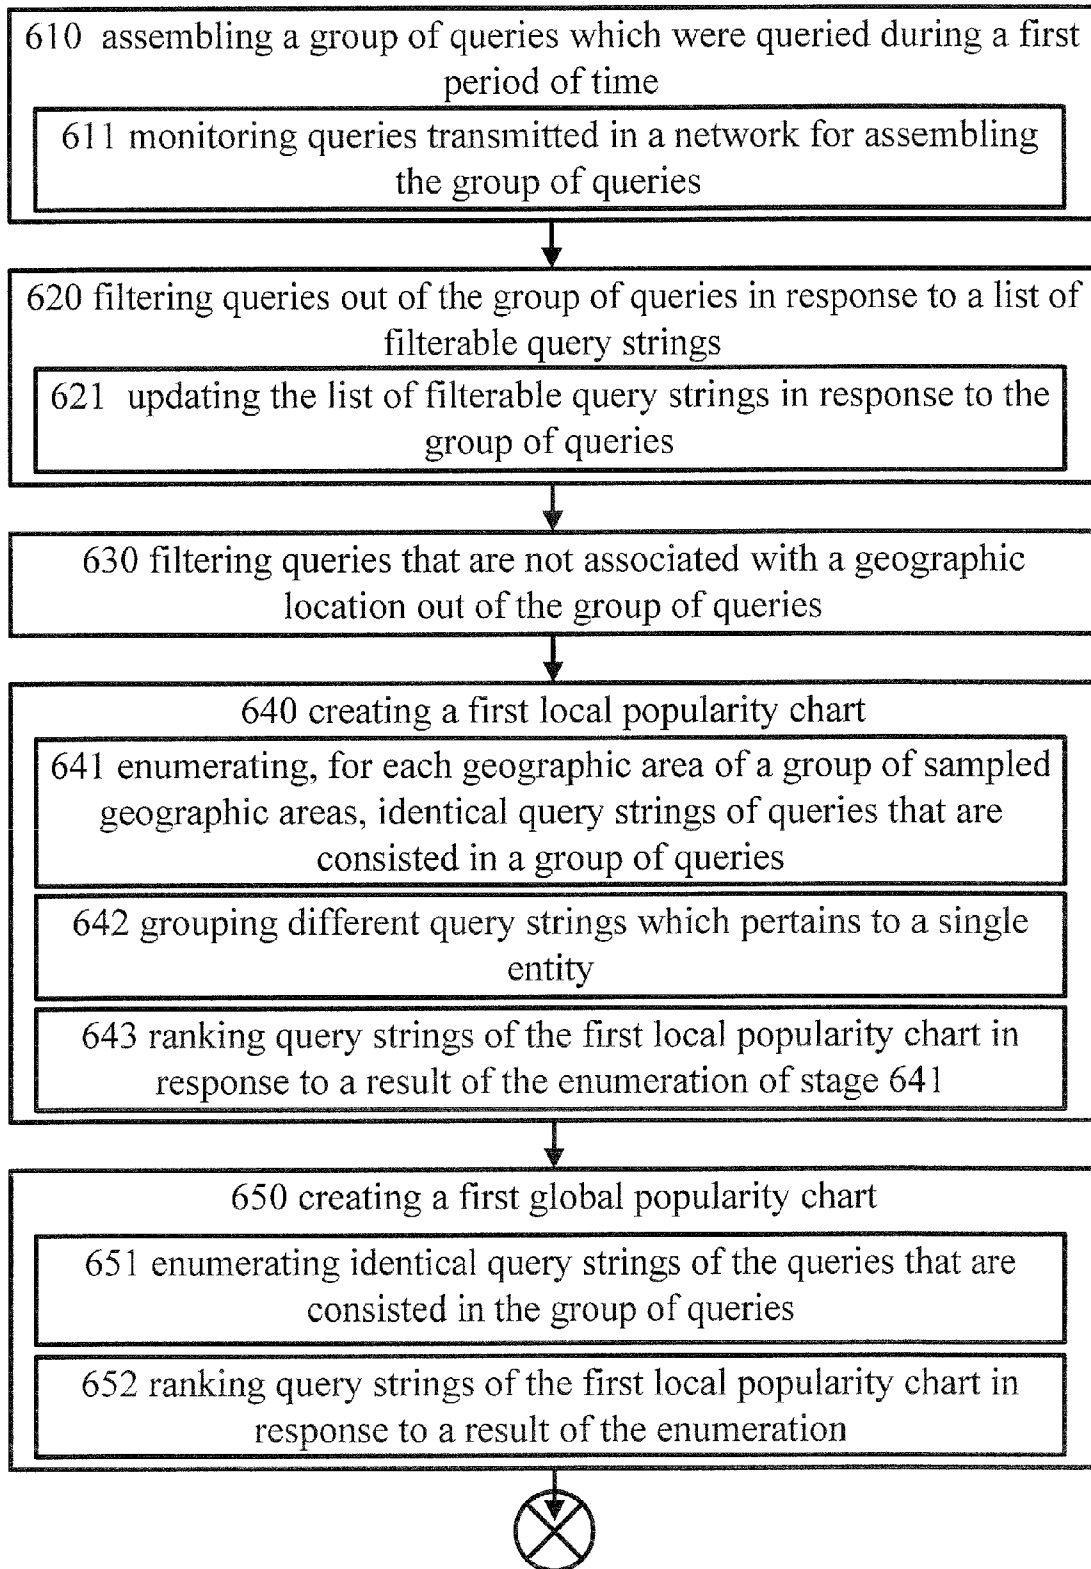 610 assembling a group of queries which were queried during a first
period of time
611 monitoring queries transmitted in a network for assembling
the group of queries
620 filtering queries out of the group of queries in response to a list of
filterable query strings
621 updating the list of filterable query strings in response to the
group of queries
630 filtering queries that are not associated with a geographic
location out of the group of queries
640 creating a first local popularity chart
641 enumerating, for each geographic area of a group of sampled
geographic areas, identical query strings of queries that are
consisted in a group of queries
642 grouping different query strings which pertains to a single
entity
643 ranking query strings of the first local popularity chart in
response to a result of the enumeration of stage 641
650 creating a first global popularity chart
651 enumerating identical query strings of the queries that are
consisted in the group of queries
652 ranking query strings of the first local popularity chart in
response to a result of the enumeration